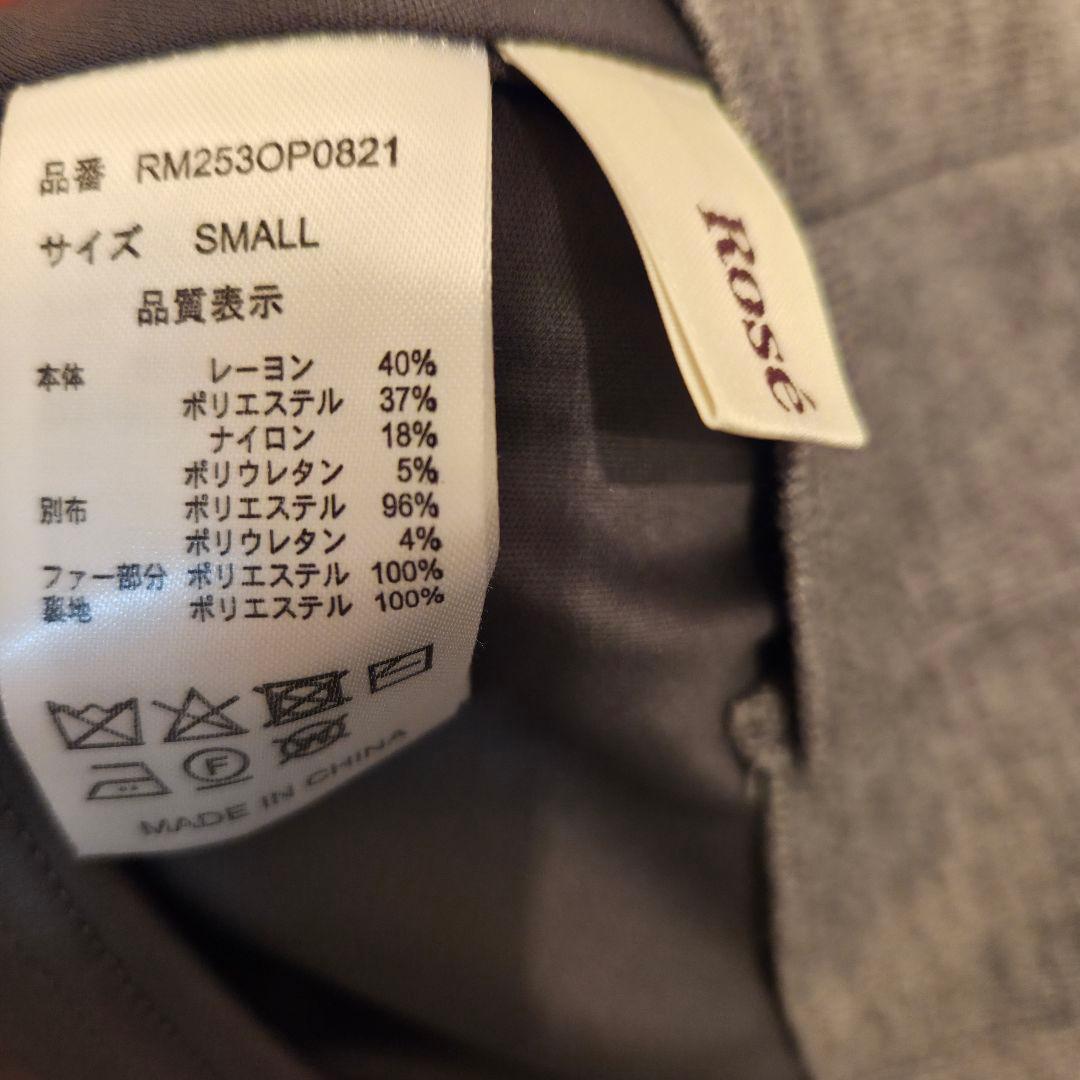 品番 RM253OP0821
サイズ SMALL
品質表示
本体 レーヨン 40%
ポリエステル 37%
ナイロン 18%
ポリウレタン 5%
別布 ポリエステル 96%
ポリウレタン 4%
ファー部分 ポリエステル 100%
裏地 ポリエステル 100%
F
W
MADE IN CHINA
Rosé